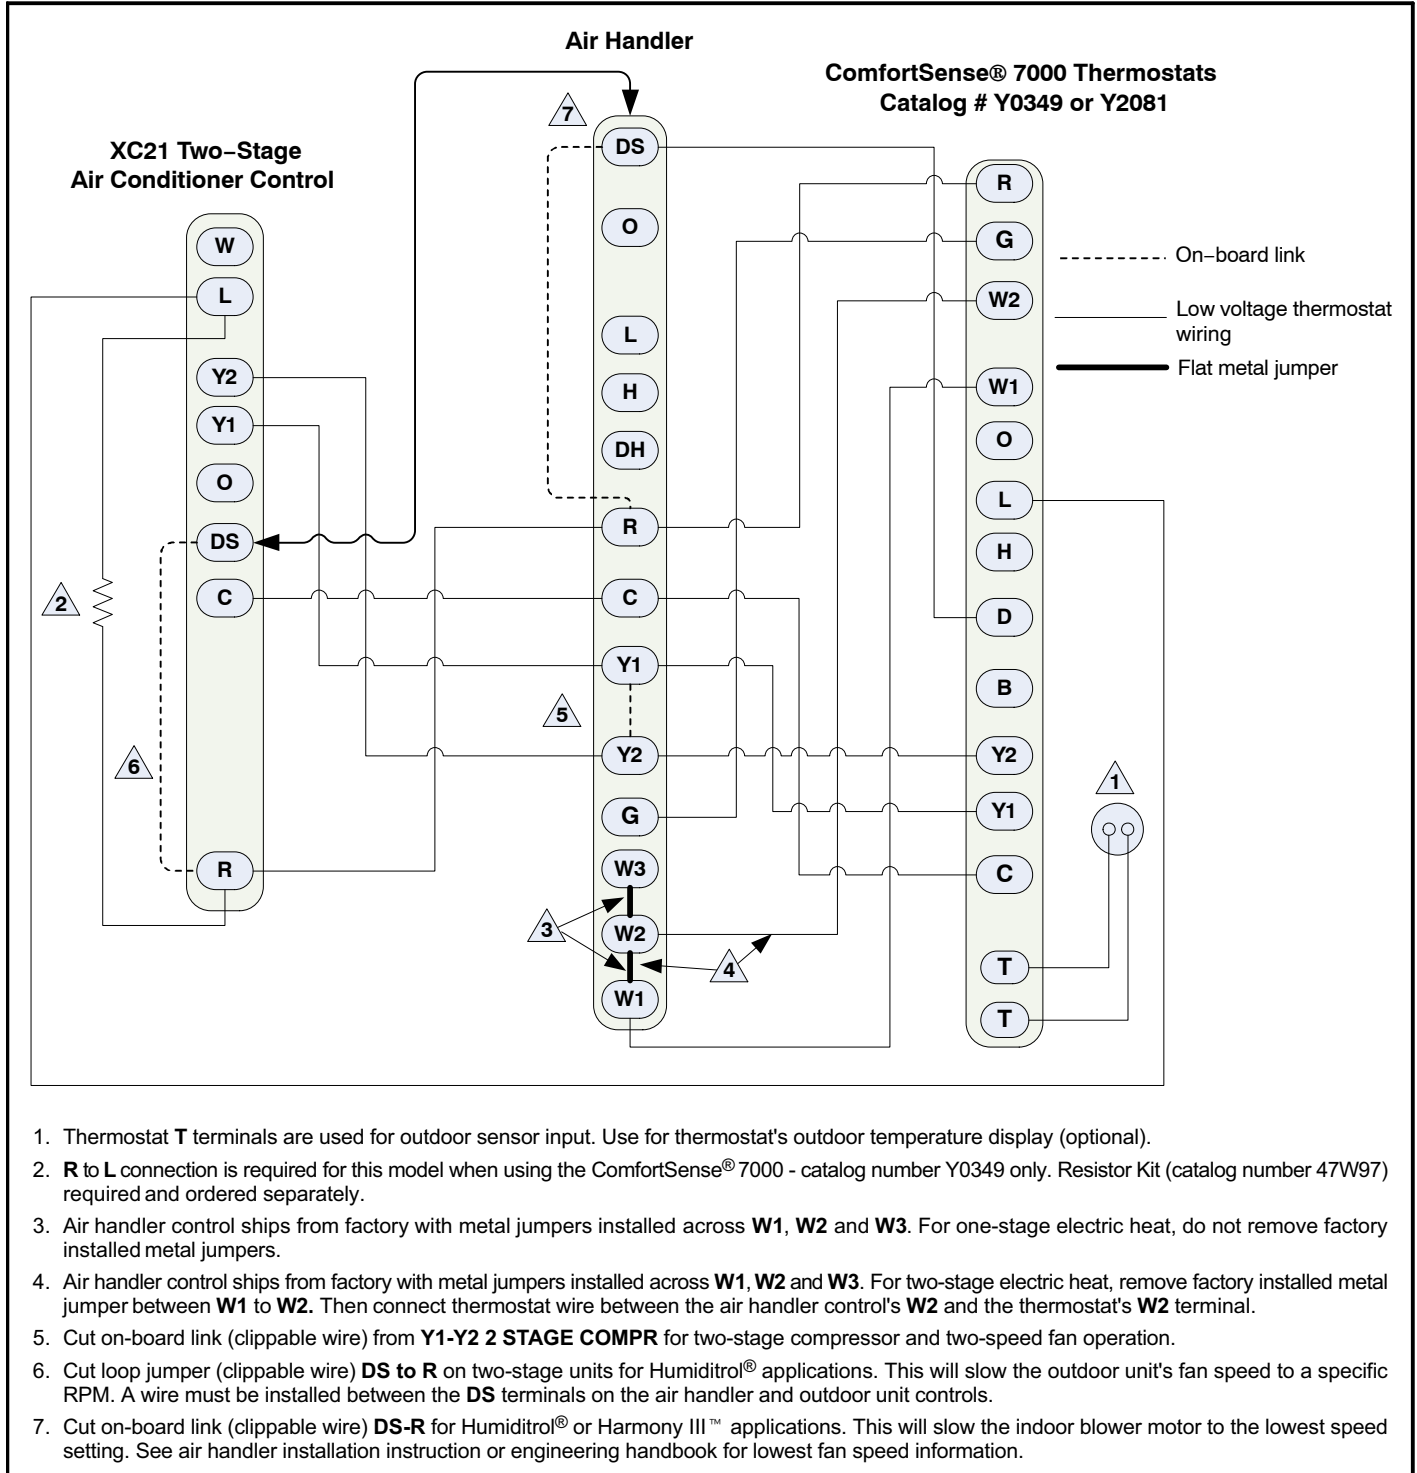 Air Handler
ComfortSense® 7000 Thermostats
Catalog # Y0349 or Y2081
XC21 Two−Stage
Air Conditioner Control
W
L
Y2
Y1
O
DS
C
R
2
6
7
DS
O
L
H
DH
R
C
Y1
5
Y2
G
W3
3
W2
4
W1
R
G
W2
W1
O
L
H
D
B
Y2
Y1
C
T
T
1
On−board link
Low voltage thermostat
wiring
Flat metal jumper
1. Thermostat T terminals are used for outdoor sensor input. Use for thermostat's outdoor temperature display (optional).
2. R to L connection is required for this model when using the ComfortSense® 7000 - catalog number Y0349 only. Resistor Kit (catalog number 47W97)
required and ordered separately.
3. Air handler control ships from factory with metal jumpers installed across W1, W2 and W3. For one-stage electric heat, do not remove factory
installed metal jumpers.
4. Air handler control ships from factory with metal jumpers installed across W1, W2 and W3. For two-stage electric heat, remove factory installed metal
jumper between W1 to W2. Then connect thermostat wire between the air handler control's W2 and the thermostat's W2 terminal.
5. Cut on-board link (clippable wire) from Y1-Y2 2 STAGE COMPR for two-stage compressor and two-speed fan operation.
6. Cut loop jumper (clippable wire) DS to R on two-stage units for Humiditrol® applications. This will slow the outdoor unit's fan speed to a specific
RPM. A wire must be installed between the DS terminals on the air handler and outdoor unit controls.
7. Cut on-board link (clippable wire) DS-R for Humiditrol® or Harmony III™ applications. This will slow the indoor blower motor to the lowest speed
setting. See air handler installation instruction or engineering handbook for lowest fan speed information.